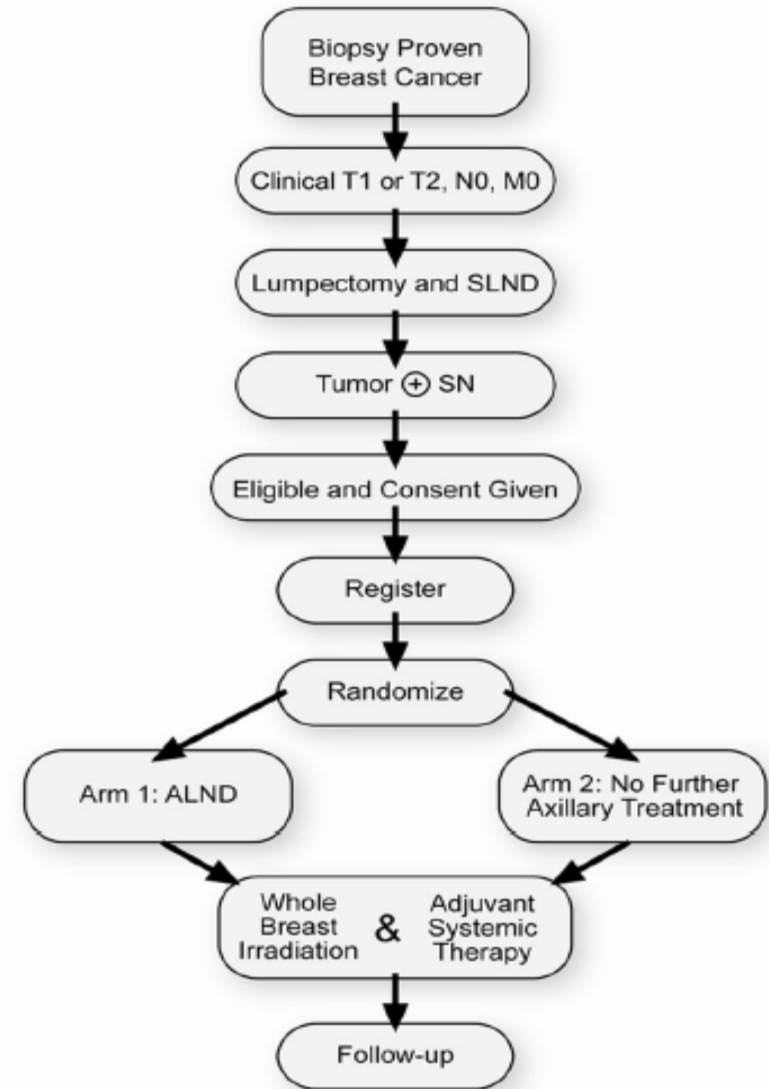 Biopsy Proven
Breast Cancer
Clinical T1 or T2, N0, M0
Lumpectomy and SLND
Tumor ⊕ SN
Eligible and Consent Given
Register
Randomize
Arm 1: ALND
Arm 2: No Further
Axillary Treatment
Whole
Breast
Irradiation
&
Adjuvant
Systemic
Therapy
Follow-up